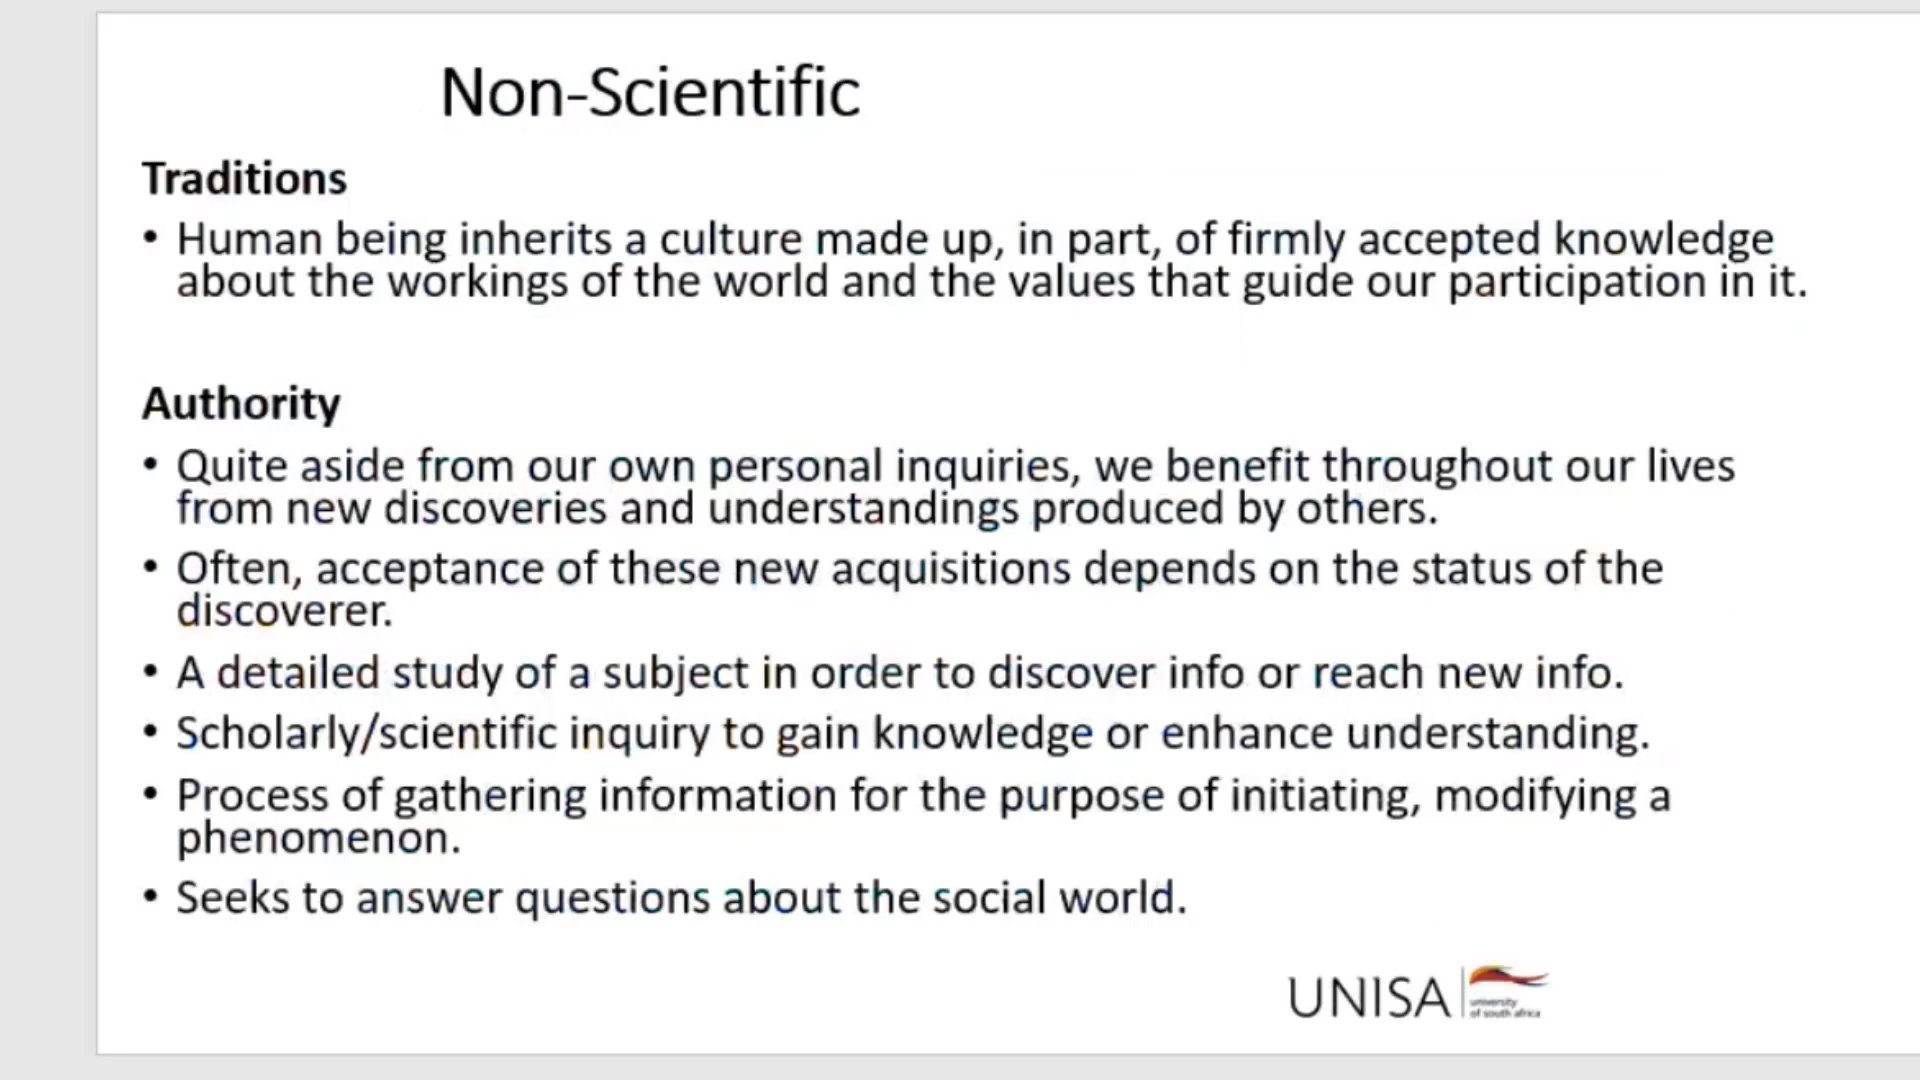 Non-Scientific
Traditions
• Human being inherits a culture made up, in part, of firmly accepted knowledge
about the workings of the world and the values that guide our participation in it.
Authority
• Quite aside from our own personal inquiries, we benefit throughout our lives
from new discoveries and understandings produced by others.
• Often, acceptance of these new acquisitions depends on the status of the
discoverer.
• A detailed study of a subject in order to discover info or reach new info.
• Scholarly/scientific inquiry to gain knowledge or enhance understanding.
• Process of gathering information for the purpose of initiating, modifying a
phenomenon.
• Seeks to answer questions about the social world.
UNISA
university
of south africa